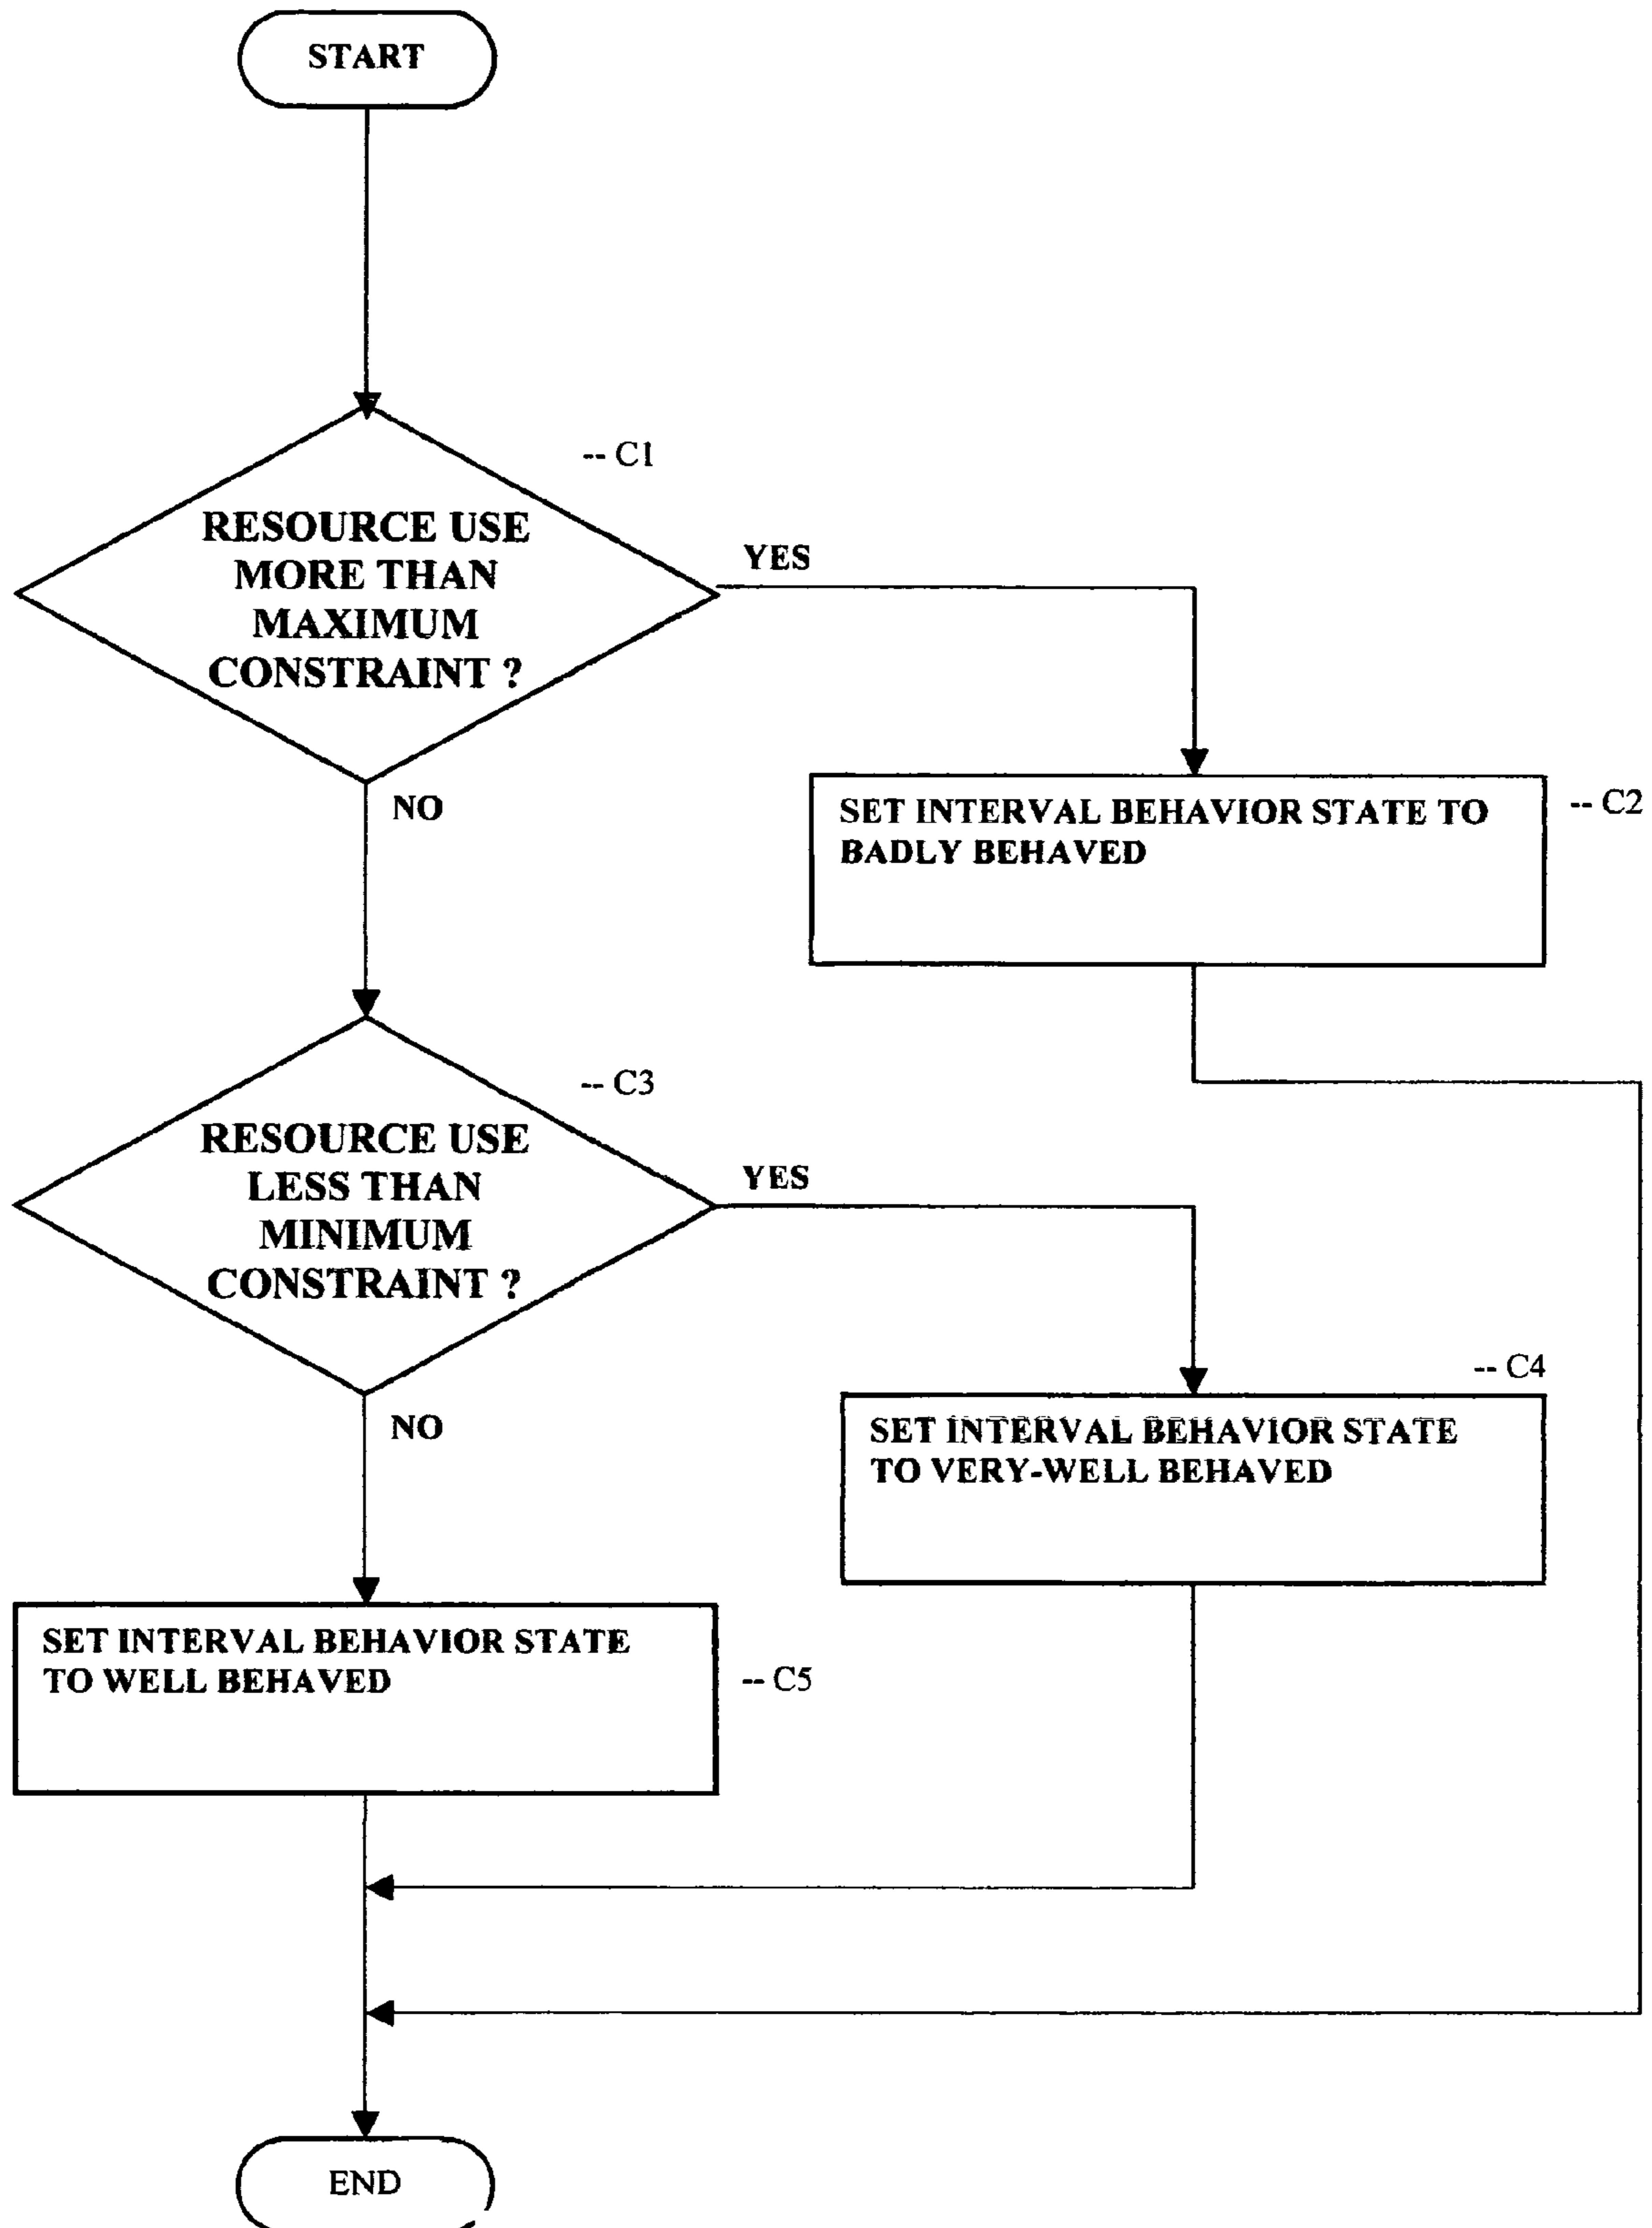 START
-- C1
RESOURCE USE
MORE THAN
MAXIMUM
CONSTRAINT ?
YES
NO
SET INTERVAL BEHAVIOR STATE TO
BADLY BEHAVED
-- C2
-- C3
RESOURCE USE
LESS THAN
MINIMUM
CONSTRAINT ?
YES
NO
-- C4
SET INTERVAL BEHAVIOR STATE
TO VERY-WELL BEHAVED
SET INTERVAL BEHAVIOR STATE
TO WELL BEHAVED
-- C5
END